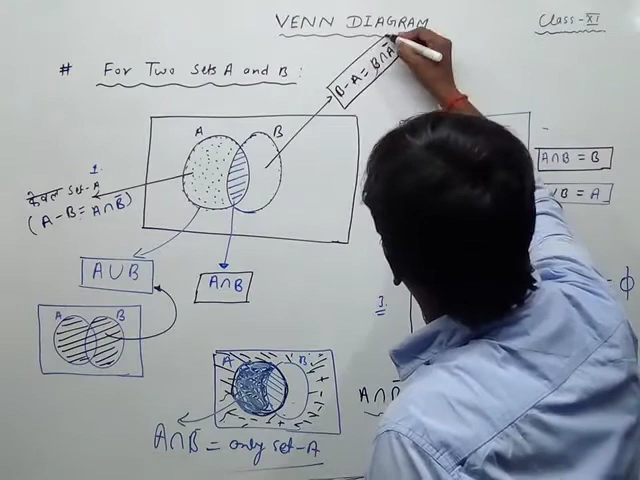 VENN DIAGRAM
Class-XI
# For Two Sets A and B:
B-A = B∩A̅
A
B
1.
केवल Set-A
(A-B = A∩B̅)
A∩B = B
∪B = A
A∪B
A∩B
3.
ϕ
A
B
A
B
A∩
A∩B̅ = only set-A